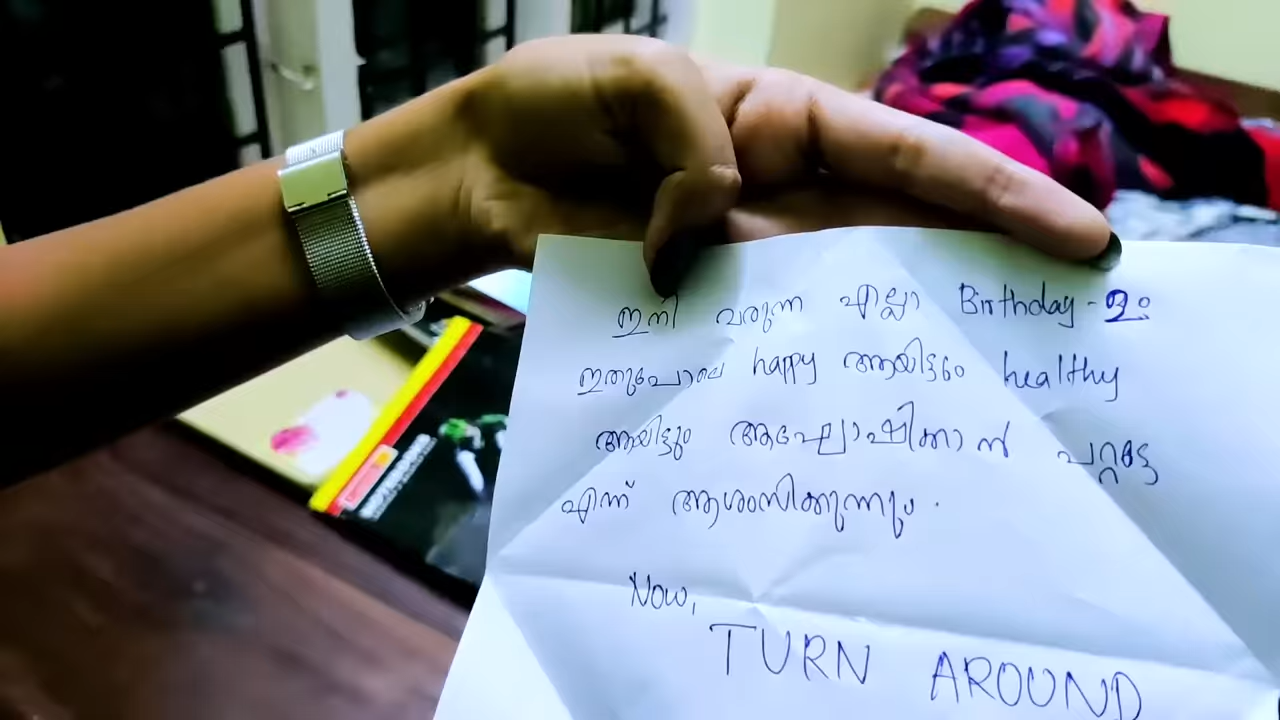 ഇനി വരുന്ന എല്ലാ Birthday-ഉം
ഇതുപോലെ happy ആയിട്ടും healthy
ആയിട്ടും ആഘോഷിക്കാൻ പറ്റട്ടേ
എന്ന് ആശംസിക്കുന്നു.
Now,
TURN AROUND